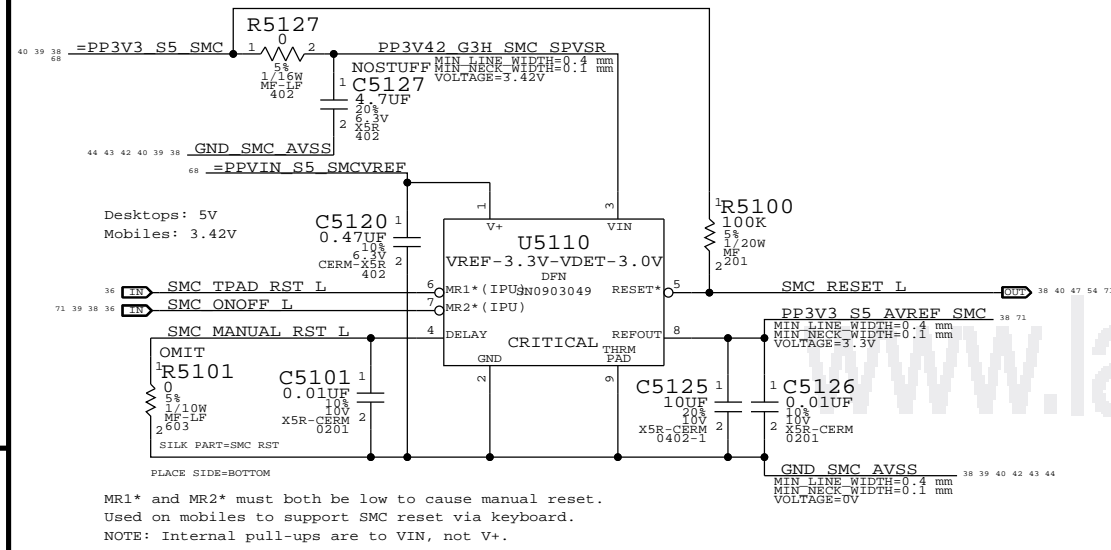 R5127
0
=PP3V3_S5_SMC
40 39 38
68
1 2
5%
1/16W
MF-LF
402
PP3V42_G3H_SMC_SPVSR
MIN_LINE_WIDTH=0.4 mm
MIN_NECK_WIDTH=0.1 mm
VOLTAGE=3.42V
NOSTUFF
1
C5127
4.7UF
20%
6.3V
2
X5R
402
44 43 42 40 39 38 GND_SMC_AVSS
68 =PPVIN_S5_SMCVREF
Desktops: 5V
Mobiles: 3.42V
C5120 1
0.47UF
10%
6.3V
CERM-X5R 2
402
1
V+
3
VIN
U5110
VREF-3.3V-VDET-3.0V
DFN
SN0903049
CRITICAL
1
R5100
100K
5%
1/20W
MF
2 201
36 IN SMC_TPAD_RST_L 6 MR1*(IPU)
71 39 38 36 IN SMC_ONOFF_L 7 MR2*(IPU)
SMC_MANUAL_RST_L 4 DELAY
RESET* 5 SMC_RESET_L OUT 38 40 47 54 73
REFOUT 8
PP3V3_S5_AVREF_SMC 38 71
MIN_LINE_WIDTH=0.4 mm
MIN_NECK_WIDTH=0.1 mm
VOLTAGE=3.3V
GND
2
THRM
PAD
9
OMIT
1
R5101
0
5%
1/10W
MF-LF
2 603
SILK_PART=SMC_RST
PLACE_SIDE=BOTTOM
C5101 1
0.01UF
10%
10V
X5R-CERM 2
0201
C5125 1
10UF
20%
10V
X5R-CERM 2
0402-1
1
C5126
0.01UF
10%
10V
2
X5R-CERM
0201
GND_SMC_AVSS 38 39 40 42 43 44
MIN_LINE_WIDTH=0.4 mm
MIN_NECK_WIDTH=0.1 mm
VOLTAGE=0V
MR1* and MR2* must both be low to cause manual reset.
Used on mobiles to support SMC reset via keyboard.
NOTE: Internal pull-ups are to VIN, not V+.
www.la